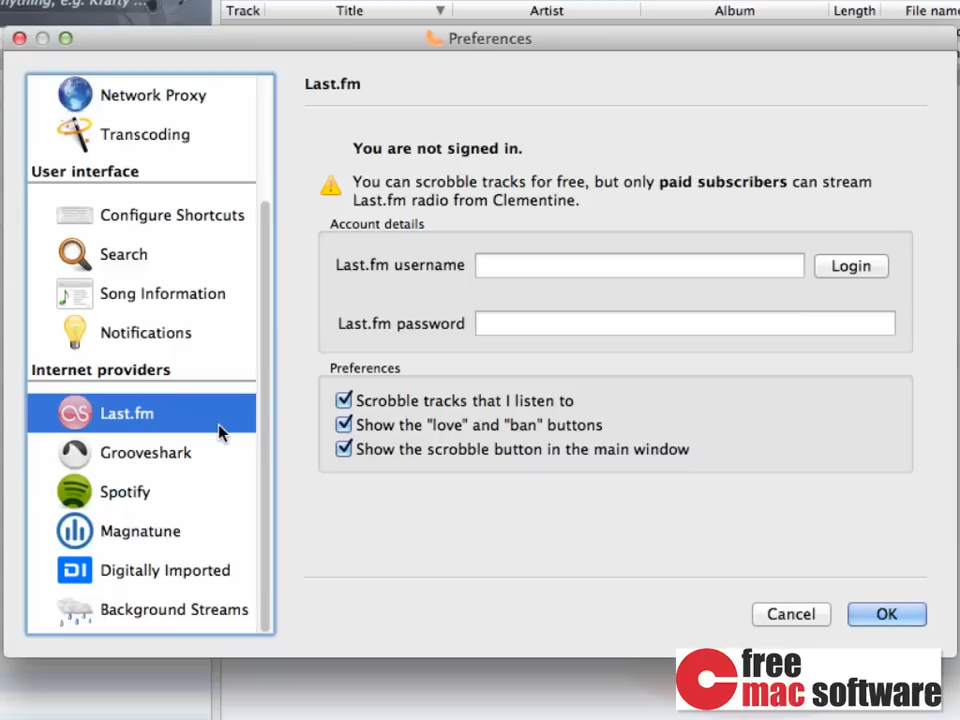 anything, e.g. Krafty ...
Track Title Artist Album Length File name
Preferences
Network Proxy
Transcoding
User interface
Configure Shortcuts
Search
Song Information
Notifications
Internet providers
Last.fm
Grooveshark
Spotify
Magnatune
DI Digitally Imported
Background Streams
Last.fm
You are not signed in.
You can scrobble tracks for free, but only paid subscribers can stream
Last.fm radio from Clementine.
Account details
Last.fm username
Login
Last.fm password
Preferences
Scrobble tracks that I listen to
Show the "love" and "ban" buttons
Show the scrobble button in the main window
Cancel OK
free
mac software